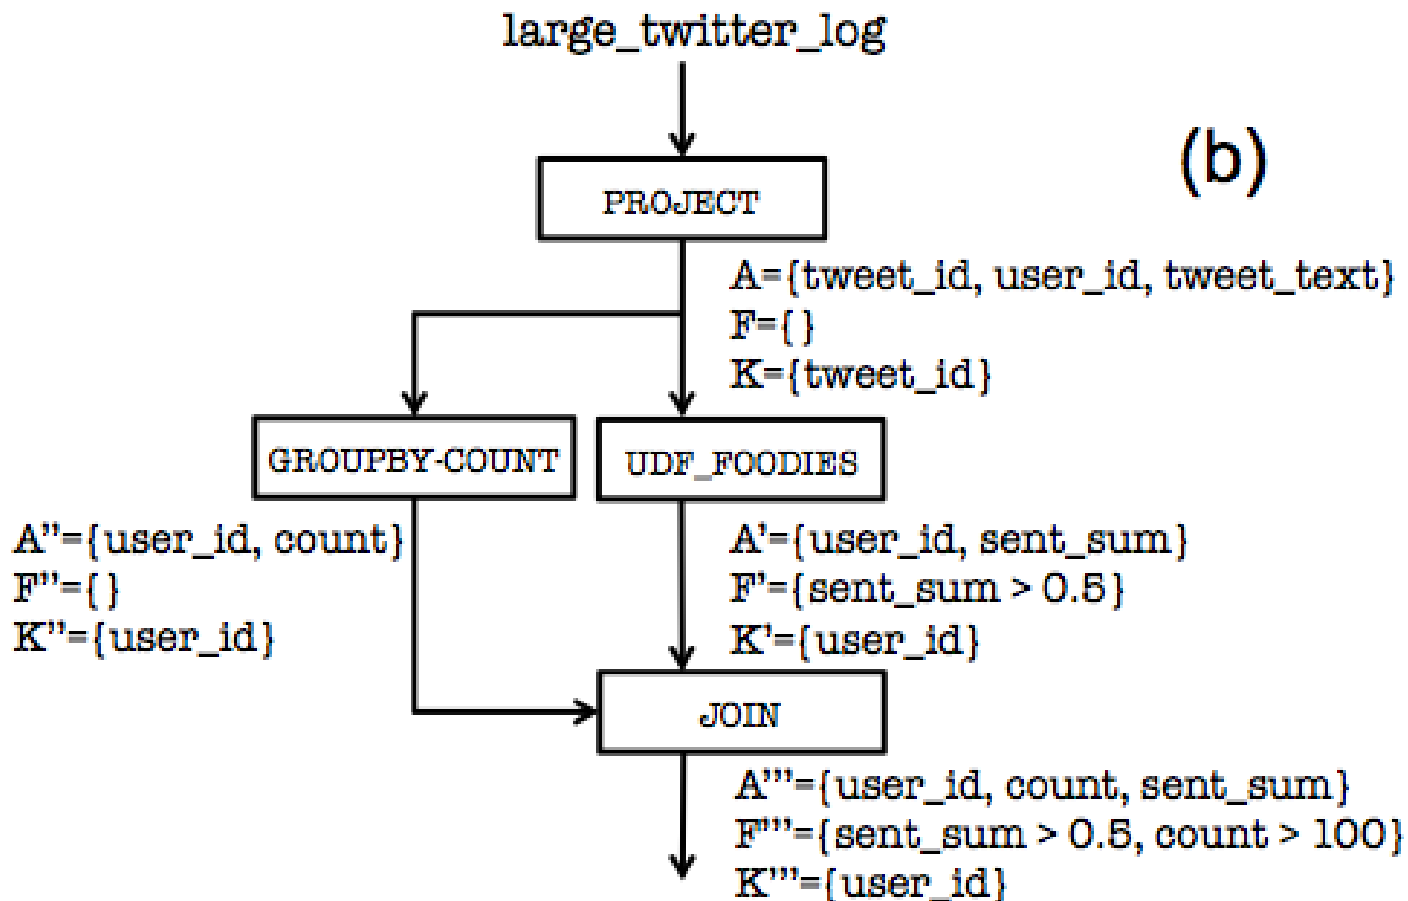 large_twitter_log
(b)
PROJECT
A={tweet_id, user_id, tweet_text}
F={}
K={tweet_id}
GROUPBY-COUNT
UDF_FOODIES
A”={user_id, count}
F”={}
K”={user_id}
A’={user_id, sent_sum}
F’={sent_sum > 0.5}
K’={user_id}
JOIN
A”’={user_id, count, sent_sum}
F”’={sent_sum > 0.5, count > 100}
K”’={user_id}